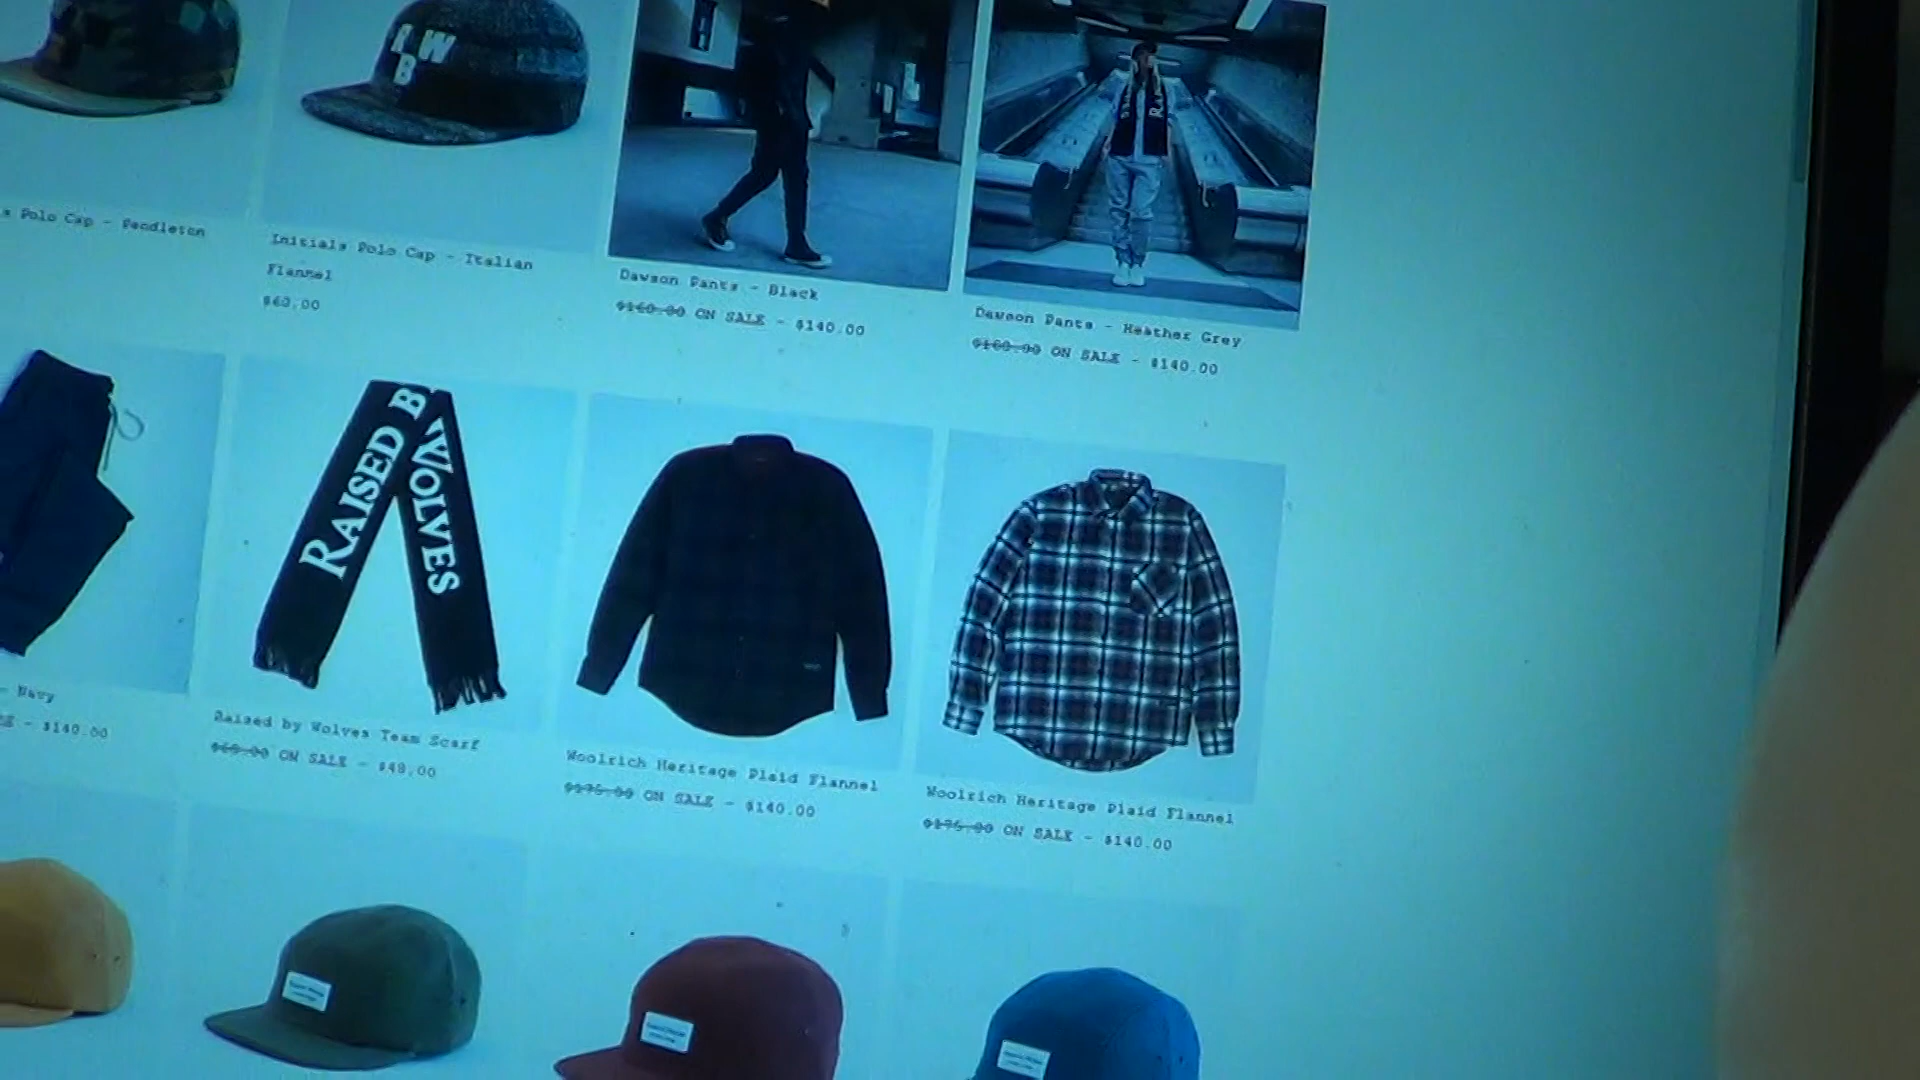 R W
B
Polo Cap - Pendleton
Initials Polo Cap - Italian
Flannel
$60.00
Dawson Pants - Black
$160.00 ON SALE - $140.00
Dawson Pants - Heather Grey
$160.00 ON SALE - $140.00
RAISED B
WOLVES
- Navy
- $140.00
Raised by Wolves Team Scarf
$60.00 ON SALE - $48.00
Woolrich Heritage Plaid Flannel
$175.00 ON SALE - $140.00
Woolrich Heritage Plaid Flannel
$175.00 ON SALE - $140.00